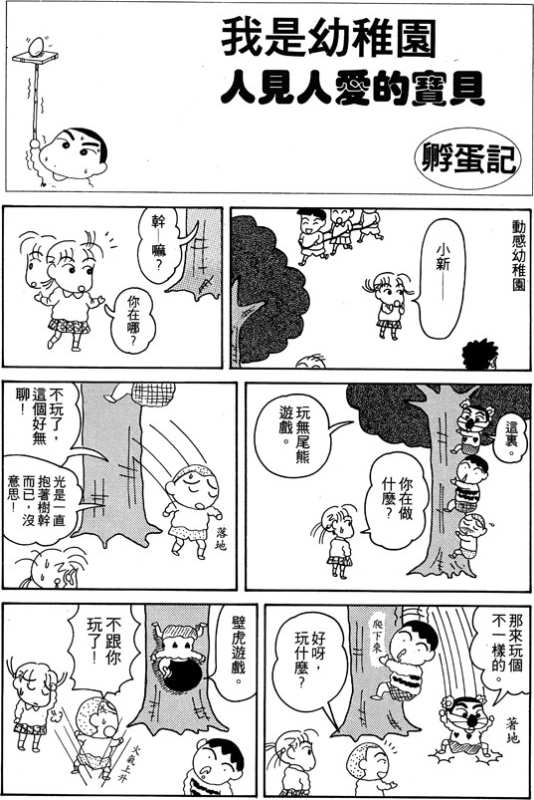 我是幼稚園
人見人愛的寶貝
孵蛋記
動感幼稚園
小新——
幹—嘛?
你在哪?
這裏。
你在做
什麼?
玩無尾熊
遊戲。
落地
不玩了,
這個好無
聊!
光是一直
抱著樹幹
而已,沒
意思!
那來玩個
不一樣的。
著地
爬下來
好呀,
玩什麼?
壁虎遊戲。
不跟你
玩了!
火氣上升